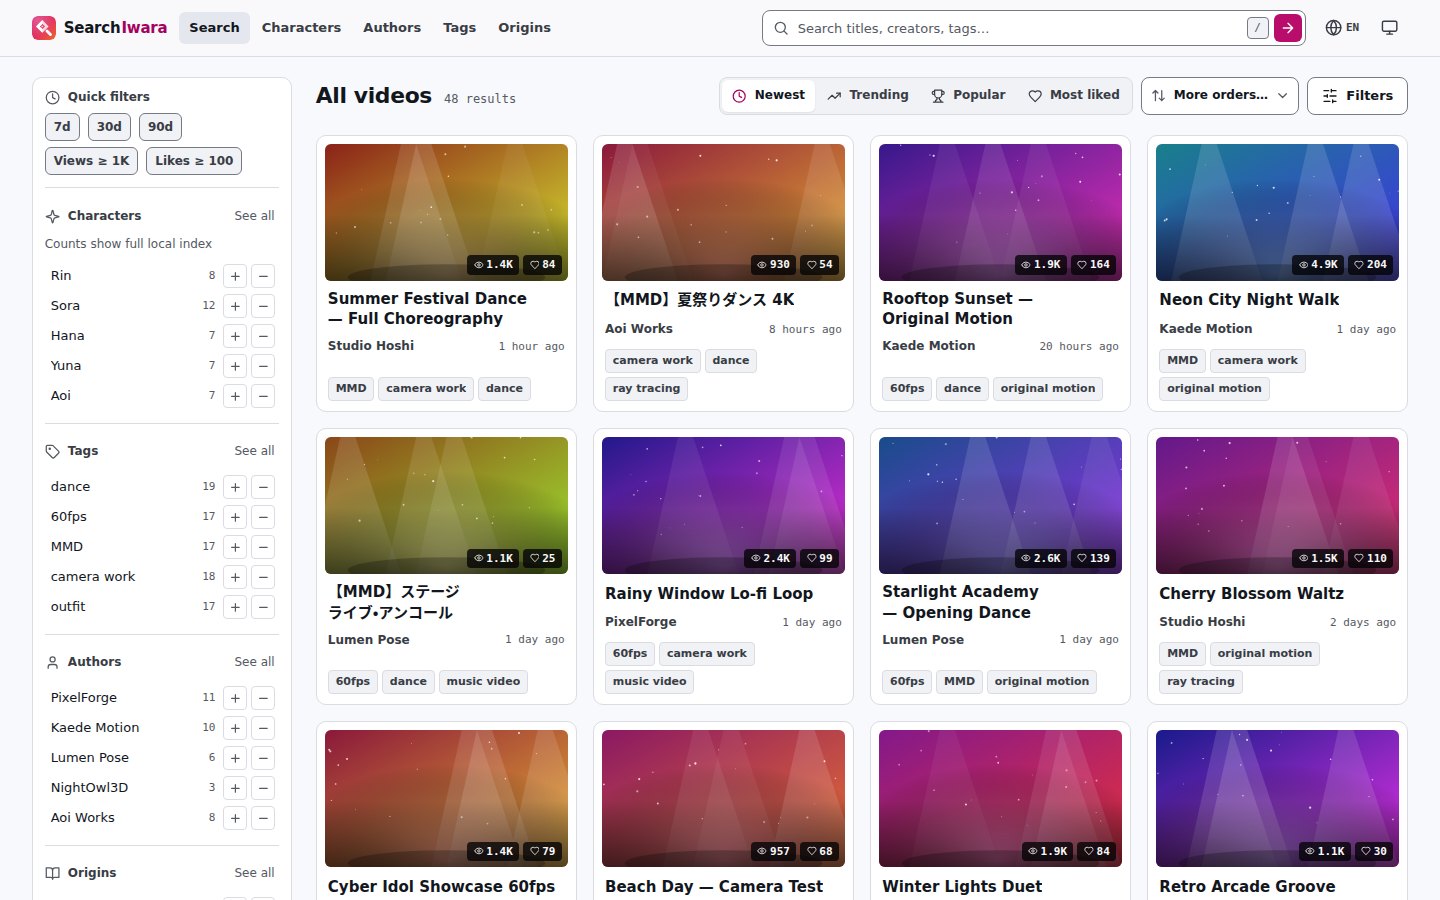 SearchIwara
Search
Characters
Authors
Tags
Origins
Search titles, creators, tags…
/
EN
Quick filters
7d
30d
90d
Views ≥ 1K
Likes ≥ 100
Characters
See all
Counts show full local index
Rin 8
Sora 12
Hana 7
Yuna 7
Aoi 7
Tags
See all
dance 19
60fps 17
MMD 17
camera work 18
outfit 17
Authors
See all
PixelForge 11
Kaede Motion 10
Lumen Pose 6
NightOwl3D 3
Aoi Works 8
Origins
See all
All videos
48 results
Newest
Trending
Popular
Most liked
More orders…
Filters
1.4K 84
Summer Festival Dance
— Full Choreography
Studio Hoshi 1 hour ago
MMD camera work dance
930 54
【MMD】夏祭りダンス 4K
Aoi Works 8 hours ago
camera work dance
ray tracing
1.9K 164
Rooftop Sunset —
Original Motion
Kaede Motion 20 hours ago
60fps dance original motion
4.9K 204
Neon City Night Walk
Kaede Motion 1 day ago
MMD camera work
original motion
1.1K 25
【MMD】ステージ
ライブ・アンコール
Lumen Pose 1 day ago
60fps dance music video
2.4K 99
Rainy Window Lo-fi Loop
PixelForge 1 day ago
60fps camera work
music video
2.6K 139
Starlight Academy
— Opening Dance
Lumen Pose 1 day ago
60fps MMD original motion
1.5K 110
Cherry Blossom Waltz
Studio Hoshi 2 days ago
MMD original motion
ray tracing
1.4K 79
Cyber Idol Showcase 60fps
957 68
Beach Day — Camera Test
1.9K 84
Winter Lights Duet
1.1K 30
Retro Arcade Groove